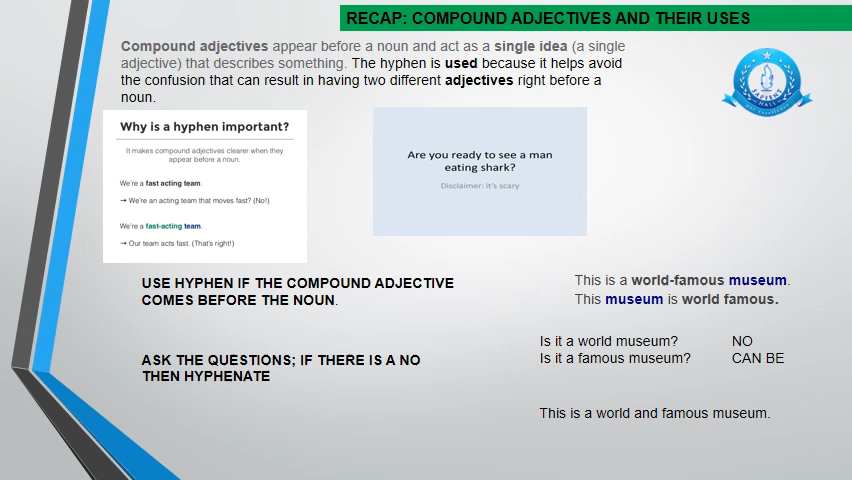 RECAP: COMPOUND ADJECTIVES AND THEIR USES
Compound adjectives appear before a noun and act as a single idea (a single
adjective) that describes something. The hyphen is used because it helps avoid
the confusion that can result in having two different adjectives right before a
noun.
SAPIENT
HALL
Why is a hyphen important?
It makes compound adjectives clearer when they
appear before a noun.
We're a fast acting team.
→ We're an acting team that moves fast? (No!)
We're a fast-acting team.
→ Our team acts fast. (That's right!)
Are you ready to see a man
eating shark?
Disclaimer: it's scary
USE HYPHEN IF THE COMPOUND ADJECTIVE
COMES BEFORE THE NOUN.
This is a world-famous museum.
This museum is world famous.
ASK THE QUESTIONS; IF THERE IS A NO
THEN HYPHENATE
Is it a world museum? NO
Is it a famous museum? CAN BE
This is a world and famous museum.